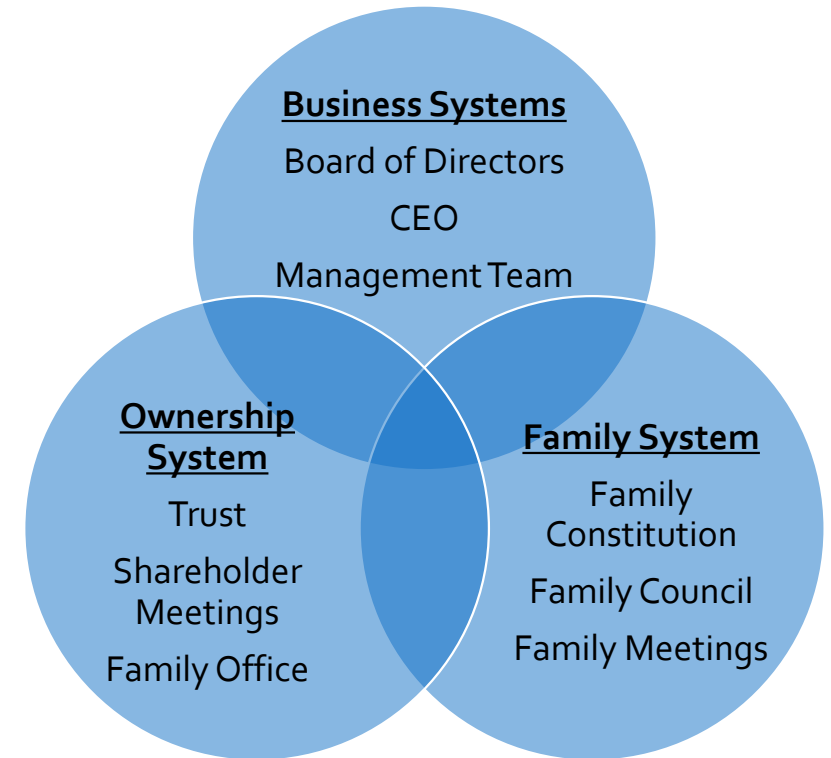 Business Systems
Board of Directors
CEO
Management Team
Ownership
System
Trust
Shareholder
Meetings
Family Office
Family System
Family
Constitution
Family Council
Family Meetings